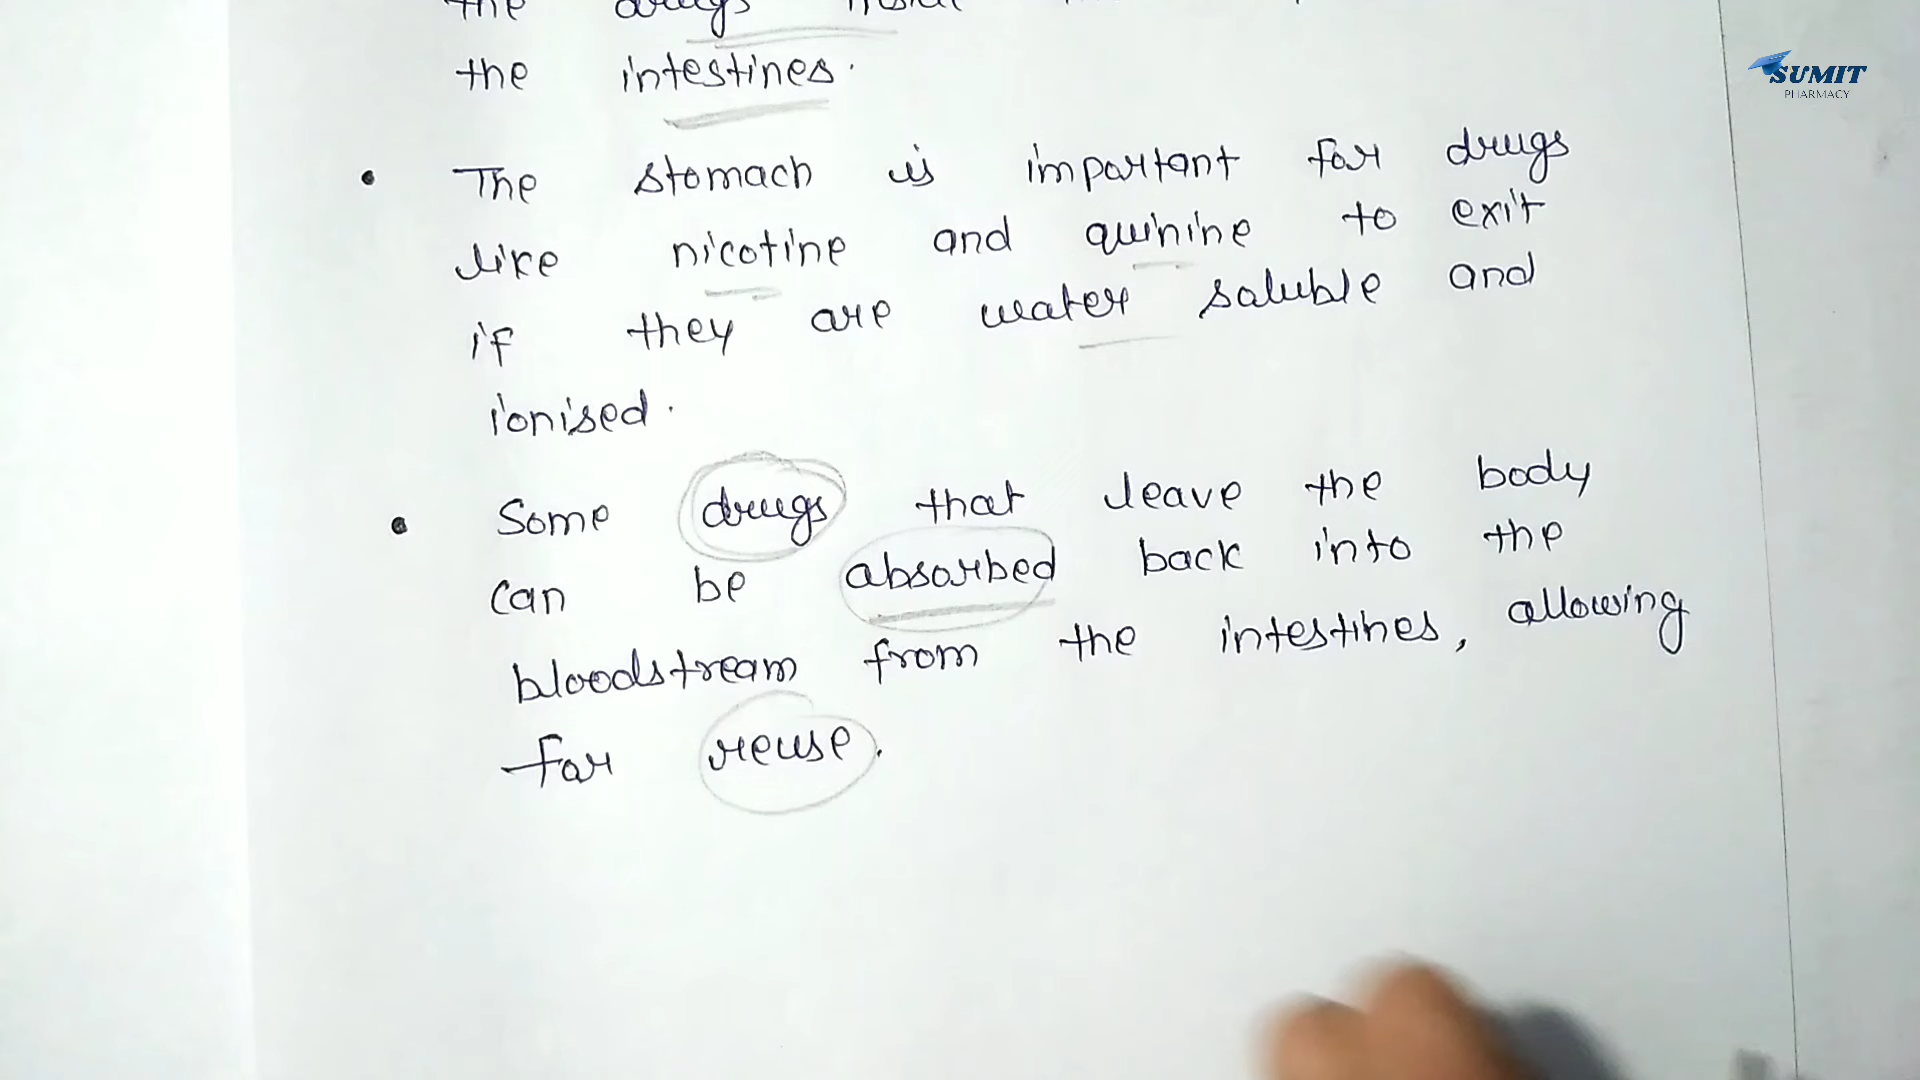 the drugs
the intestines.
SUMIT
PHARMACY
• The stomach is important for drugs
like nicotine and quinine to exit
if they are water soluble and
ionised.
• Some drugs that leave the body
can be absorbed back into the
bloodstream from the intestines, allowing
for reuse.